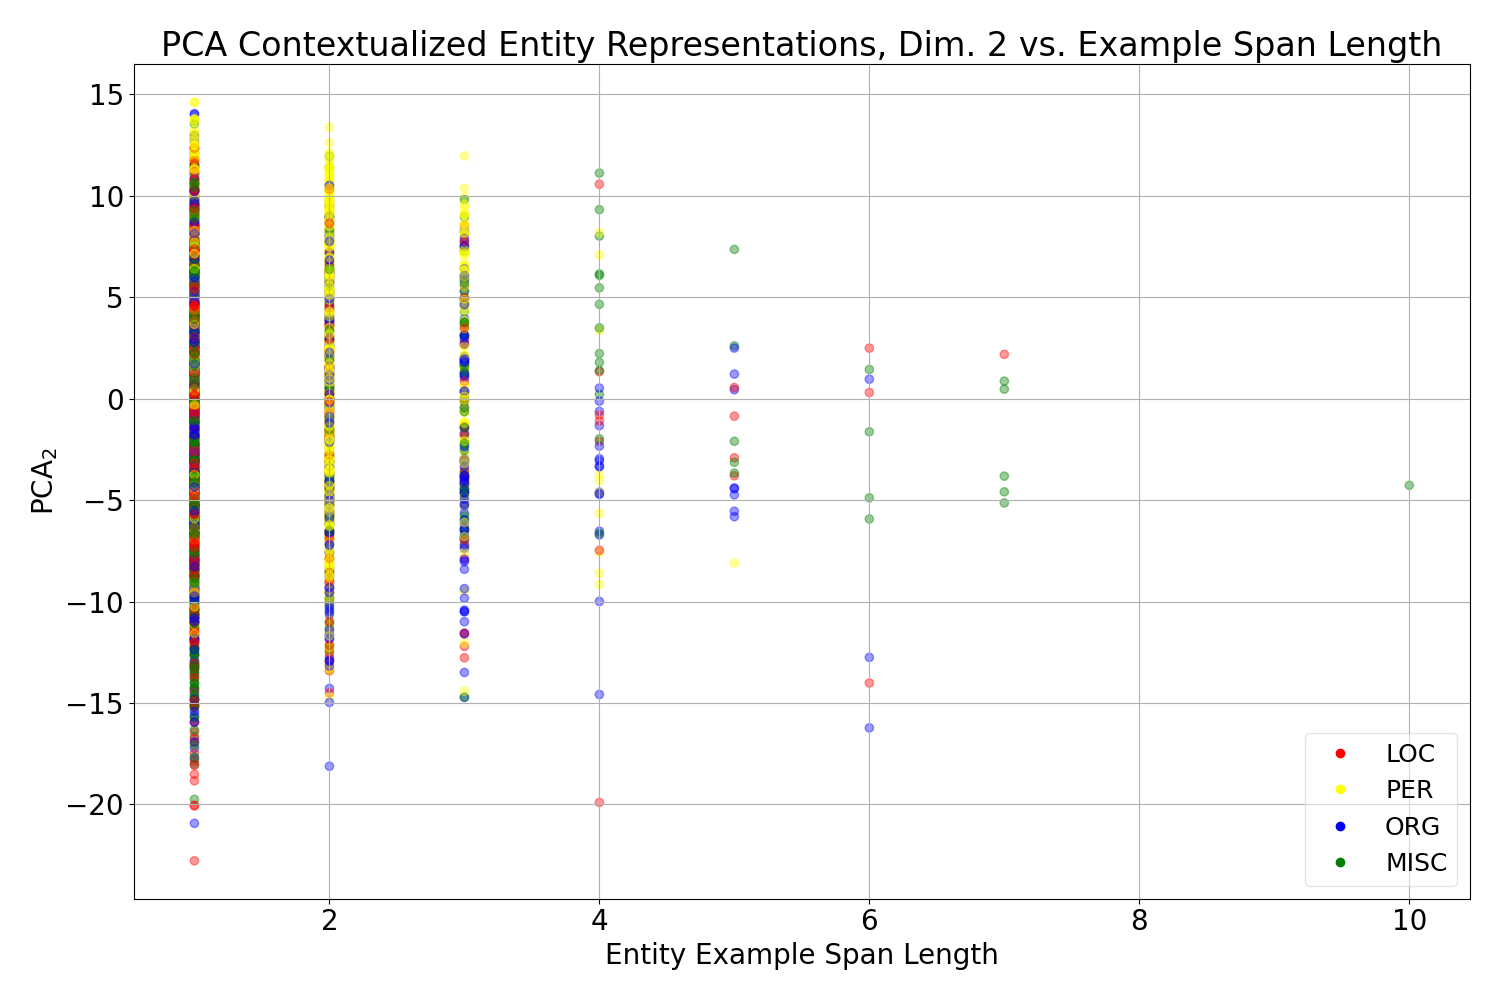 PCA Contextualized Entity Representations, Dim. 2 vs. Example Span Length
15
10
5
0
−5
−10
−15
−20
PCA₂
2
4
6
8
10
Entity Example Span Length
LOC
PER
ORG
MISC